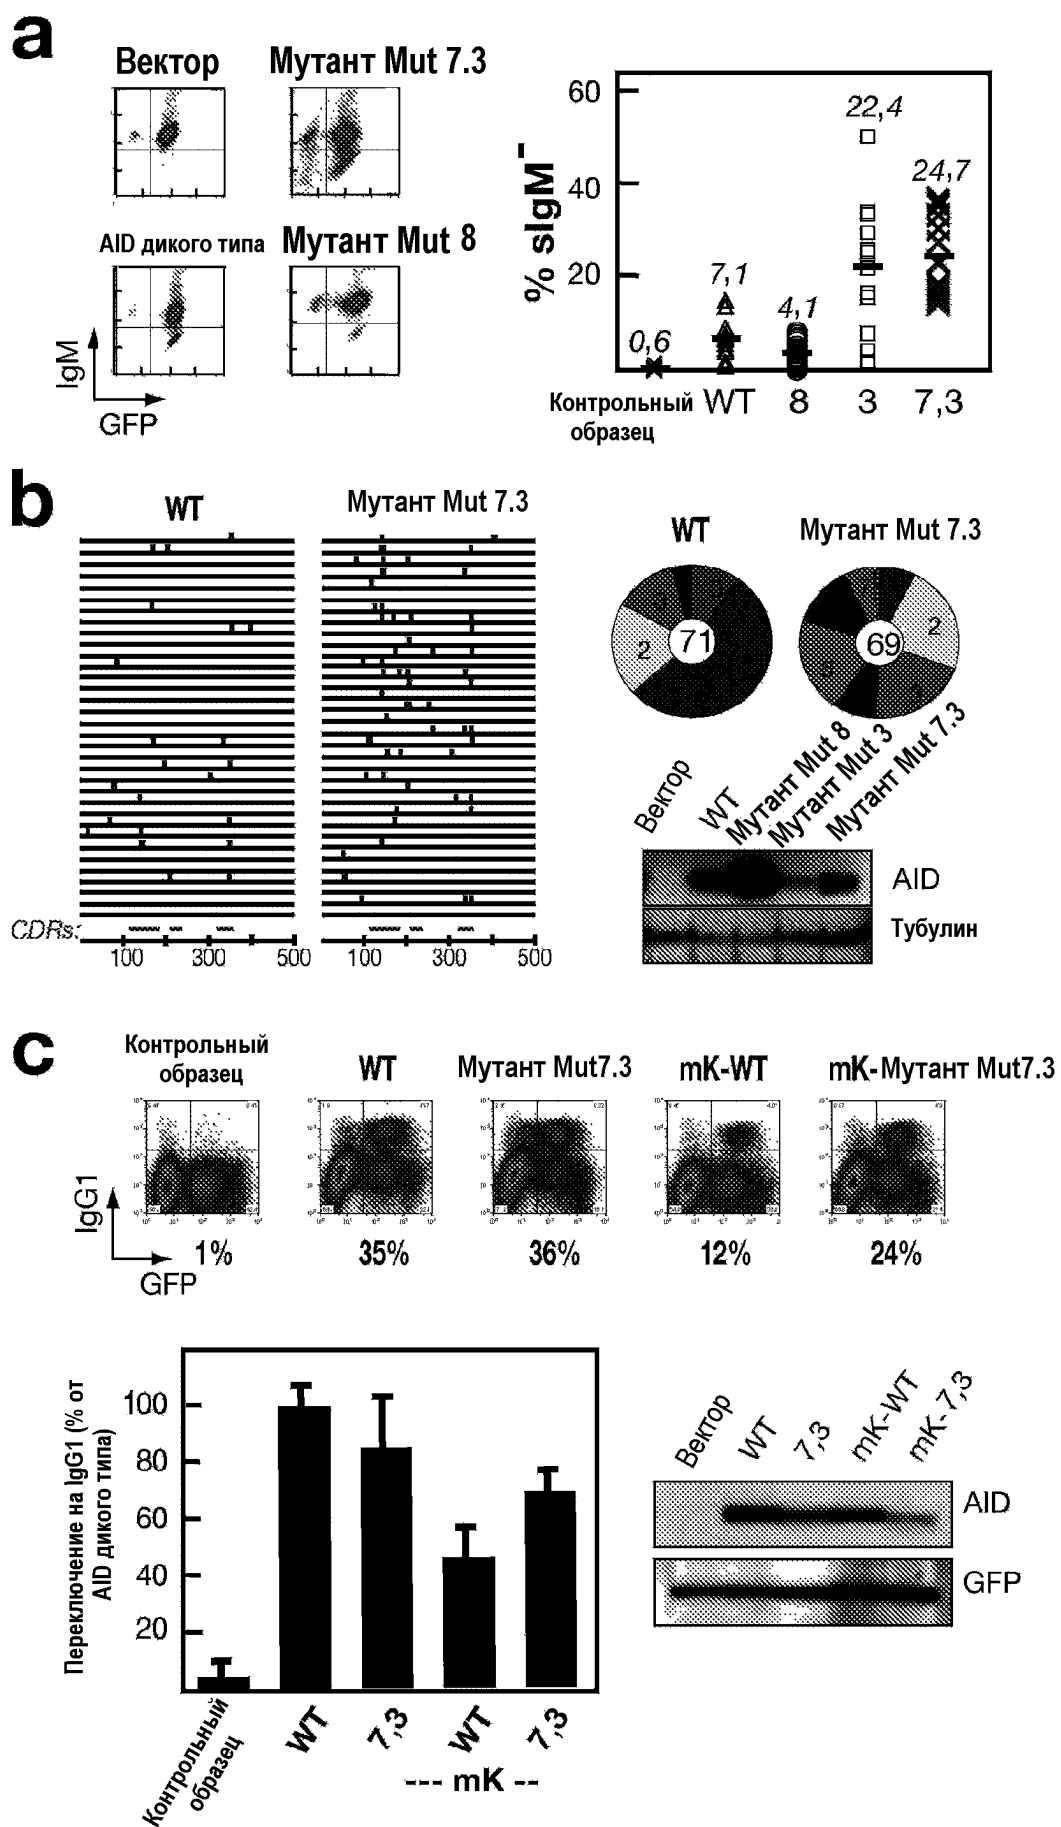 a
Вектор
Мутант Mut 7.3
AID дикого типа
Мутант Mut 8
IgM
GFP
% sIgM⁻
60
40
20
0,6
7,1
4,1
22,4
24,7
Контрольный
образец
WT
8
3
7,3
b
WT
Мутант Mut 7.3
CDRs:
100
300
500
100
300
500
WT
Мутант Mut 7.3
2
71
2
69
Вектор
WT
Мутант Mut 8
Мутант Mut 3
Мутант Mut 7.3
AID
Тубулин
c
Контрольный
образец
WT
Мутант Mut7.3
mK-WT
mK-Мутант Mut7.3
IgG1
GFP
1%
35%
36%
12%
24%
Переключение на IgG1 (% от
AID дикого типа)
100
80
60
40
20
Контрольный
образец
WT
7,3
WT
7,3
--- mK --
Вектор
WT
7,3
mK-WT
mK-7,3
AID
GFP